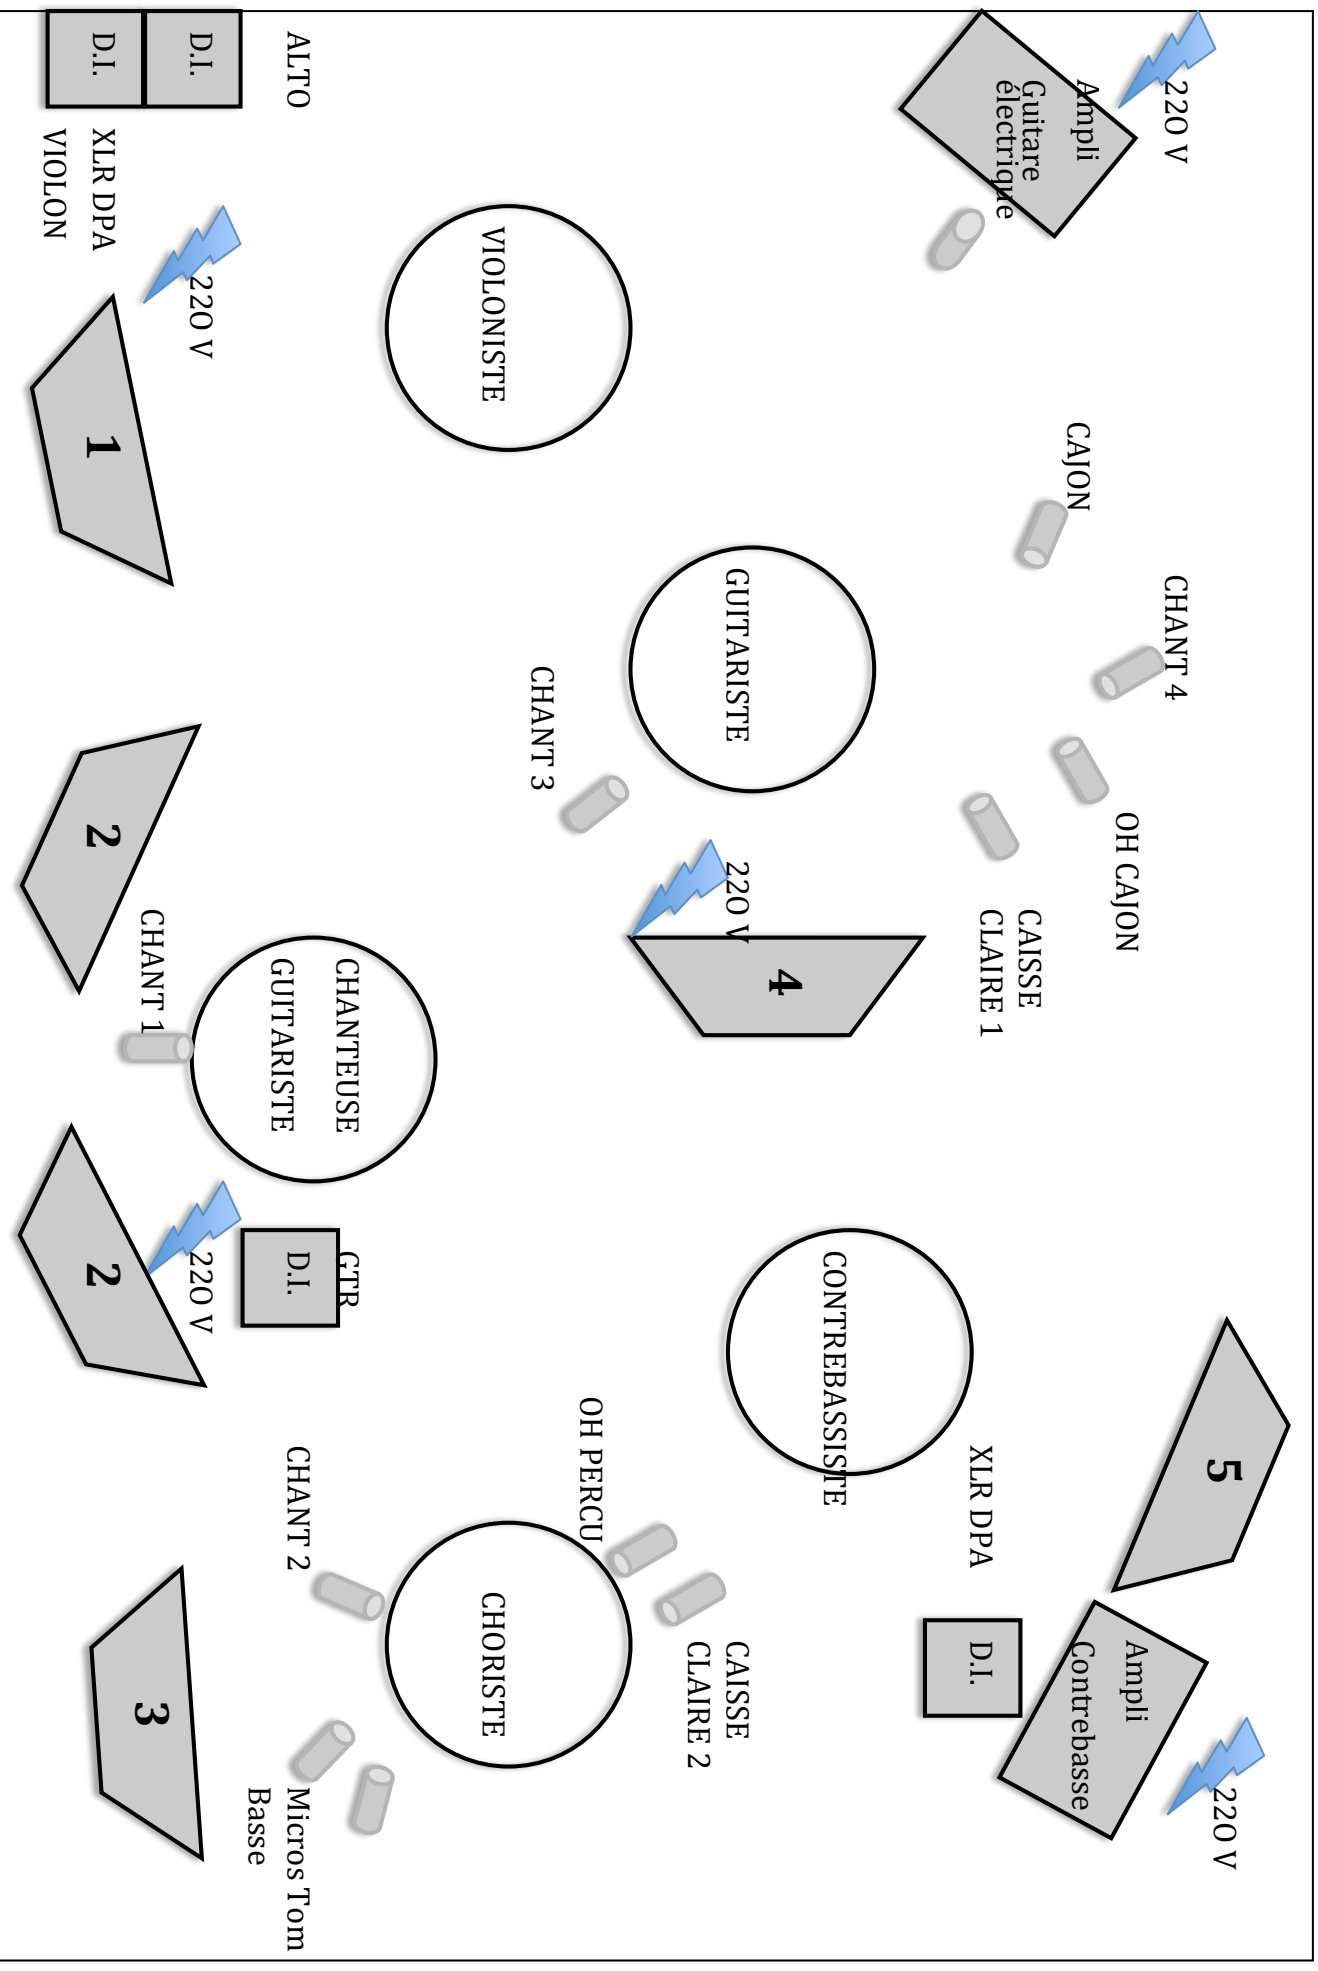 220 V
Ampli
Guitare
électrique
CHANT 4
5
220 V
Ampli
Contrebasse
OH CAJON
CAJON
CAISSE
CLAIRE 1
XLR DPA
D.I.
CONTREBASSISTE
4
GUITARISTE
220 V
CAISSE
CLAIRE 2
OH PERCU
CHANT 3
VIOLONISTE
CHORISTE
CHANTEUSE
GUITARISTE
GTR
D.I.
ALTO
CHANT 2
Micros Tom
Basse
D.I.
220 V
220 V
CHANT 1
3
D.I.
XLR DPA
VIOLON
1
2
2